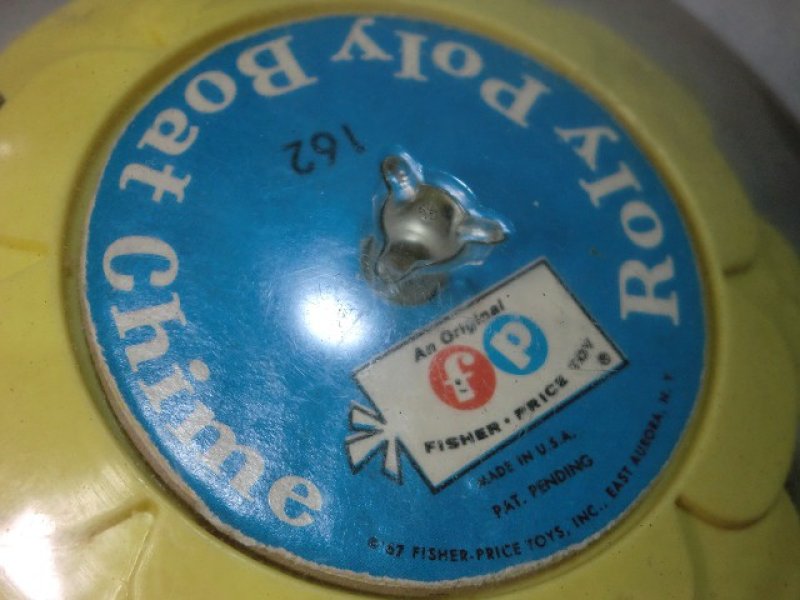 Roly Poly Boat Chime
162
An Original
fp
FISHER-PRICE TOY ®
MADE IN U.S.A.
PAT. PENDING
©'67 FISHER-PRICE TOYS, INC., EAST AURORA, N.Y.